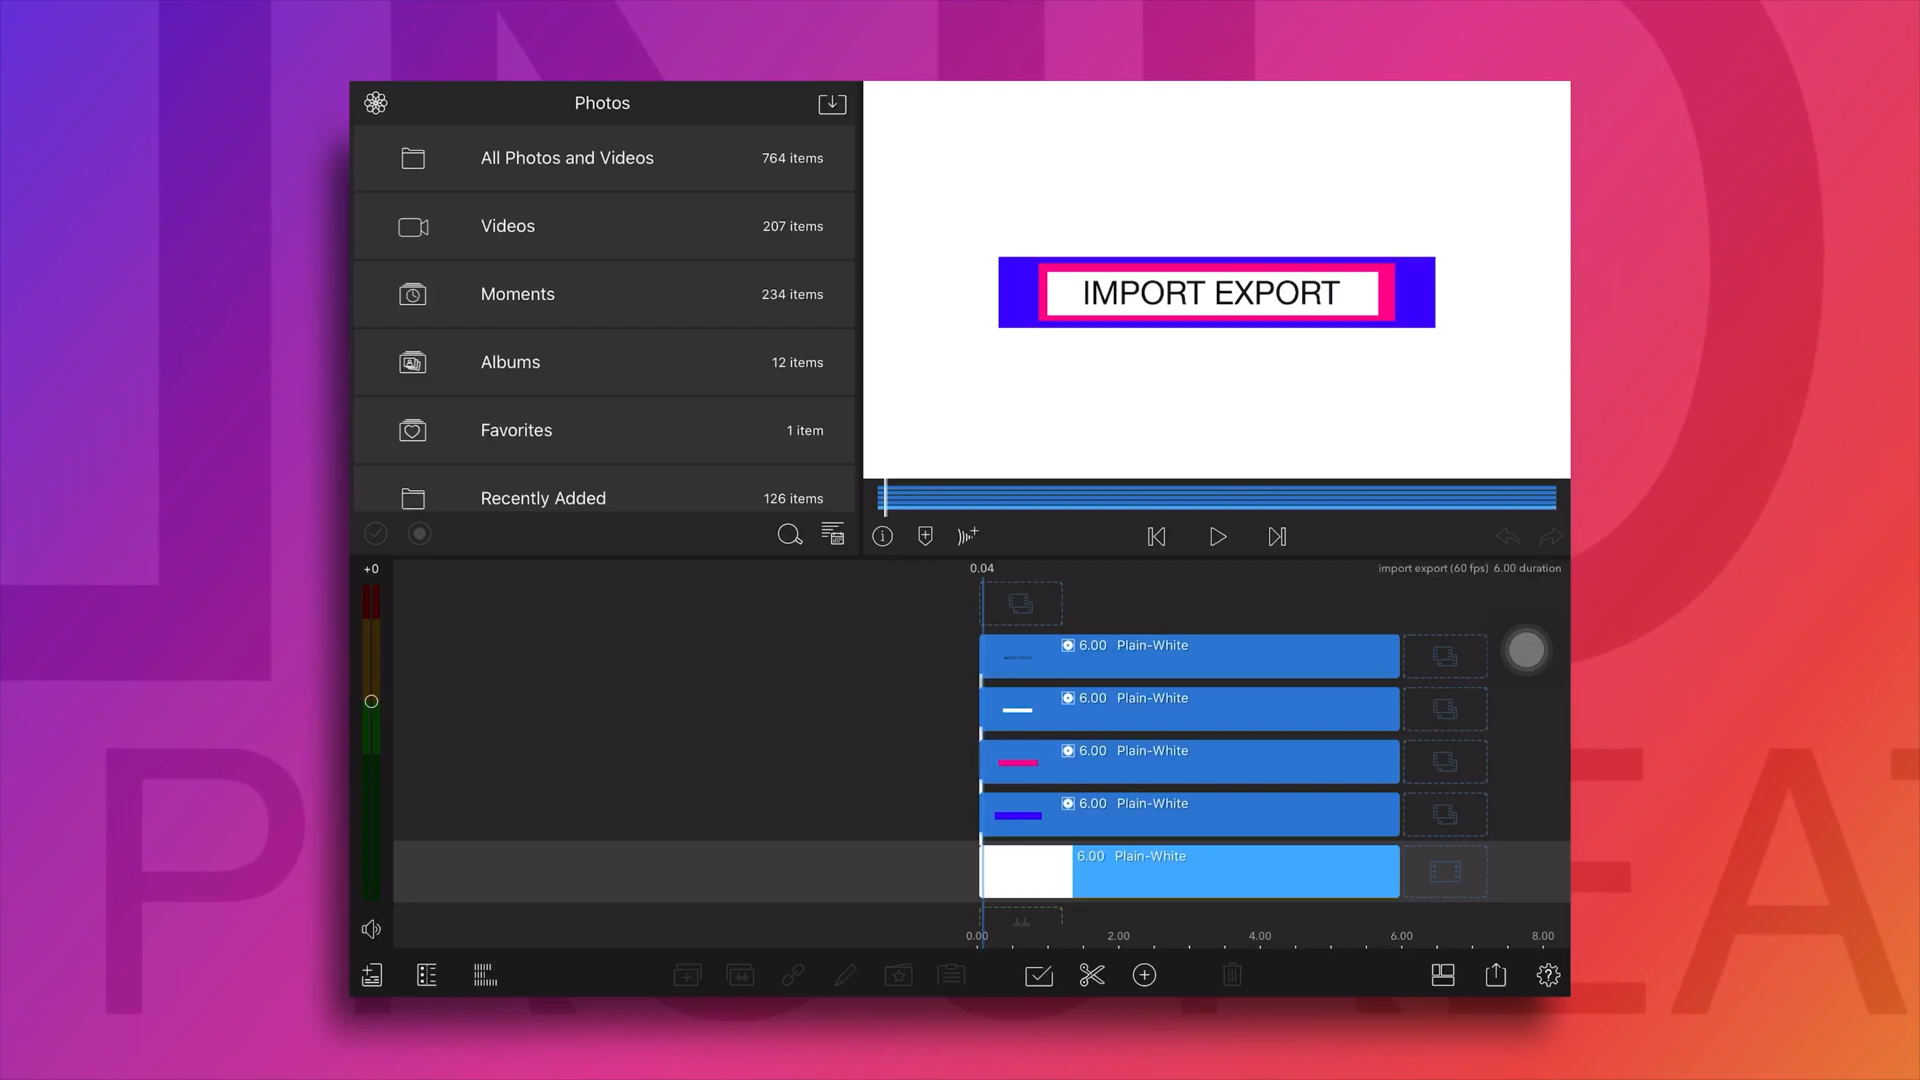 Photos
All Photos and Videos 764 items
Videos 207 items
Moments 234 items
Albums 12 items
Favorites 1 item
Recently Added 126 items
IMPORT EXPORT
+0
0.04
import export (60 fps) 6.00 duration
6.00 Plain-White
6.00 Plain-White
6.00 Plain-White
6.00 Plain-White
6.00 Plain-White
0.00 2.00 4.00 6.00 8.00